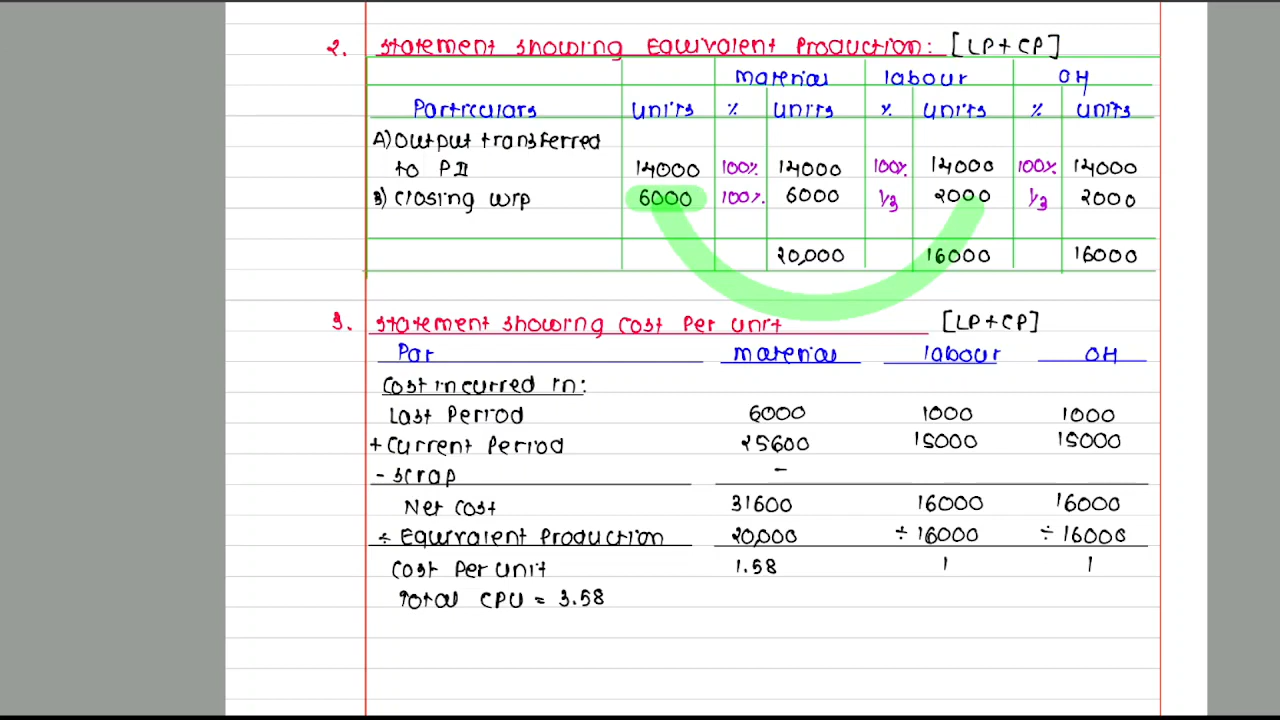 2. Statement showing Equivalent Production: [LP+CP]
material labour OH
Particulars units % units % units % units
A) Output transferred
to PII 14000 100% 14000 100% 14000 100% 14000
B) Closing WIP 6000 100% 6000 1/3 2000 1/3 2000
20,000 16000 16000
3. Statement showing cost per unit [LP+CP]
Par material labour OH
Cost incurred in:
Last Period 6000 1000 1000
+ Current Period 25600 15000 15000
- Scrap -
Net Cost 31600 16000 16000
÷ Equivalent Production 20,000 ÷ 16000 ÷ 16000
Cost per unit 1.58 1 1
Total CPU = 3.58